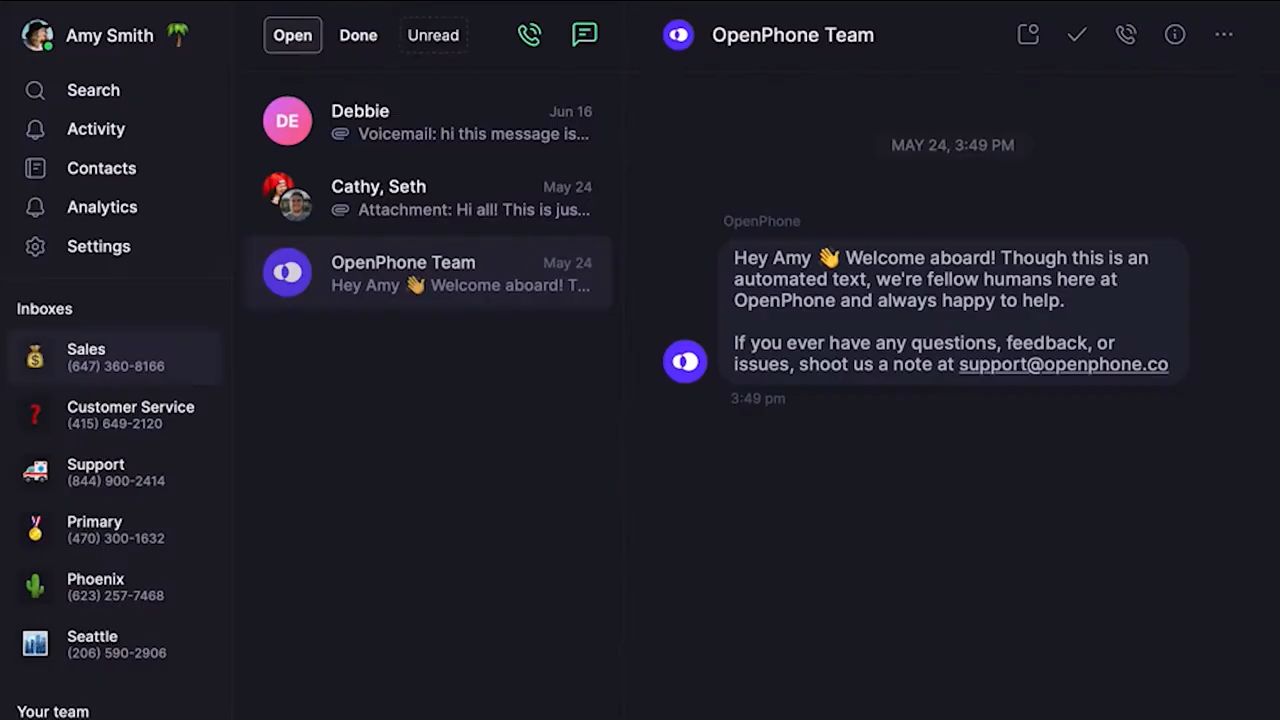 Amy Smith 🌴
Search
Activity
Contacts
Analytics
Settings
Inboxes
Sales
(647) 360-8166
Customer Service
(415) 649-2120
Support
(844) 900-2414
Primary
(470) 300-1632
Phoenix
(623) 257-7468
Seattle
(206) 590-2906
Your team
Open Done Unread
DE
Debbie Jun 16
Voicemail: hi this message is...
Cathy, Seth May 24
Attachment: Hi all! This is jus...
OpenPhone Team May 24
Hey Amy 👋 Welcome aboard! T...
OpenPhone Team
MAY 24, 3:49 PM
OpenPhone
Hey Amy 👋 Welcome aboard! Though this is an
automated text, we're fellow humans here at
OpenPhone and always happy to help.
If you ever have any questions, feedback, or
issues, shoot us a note at support@openphone.co
3:49 pm